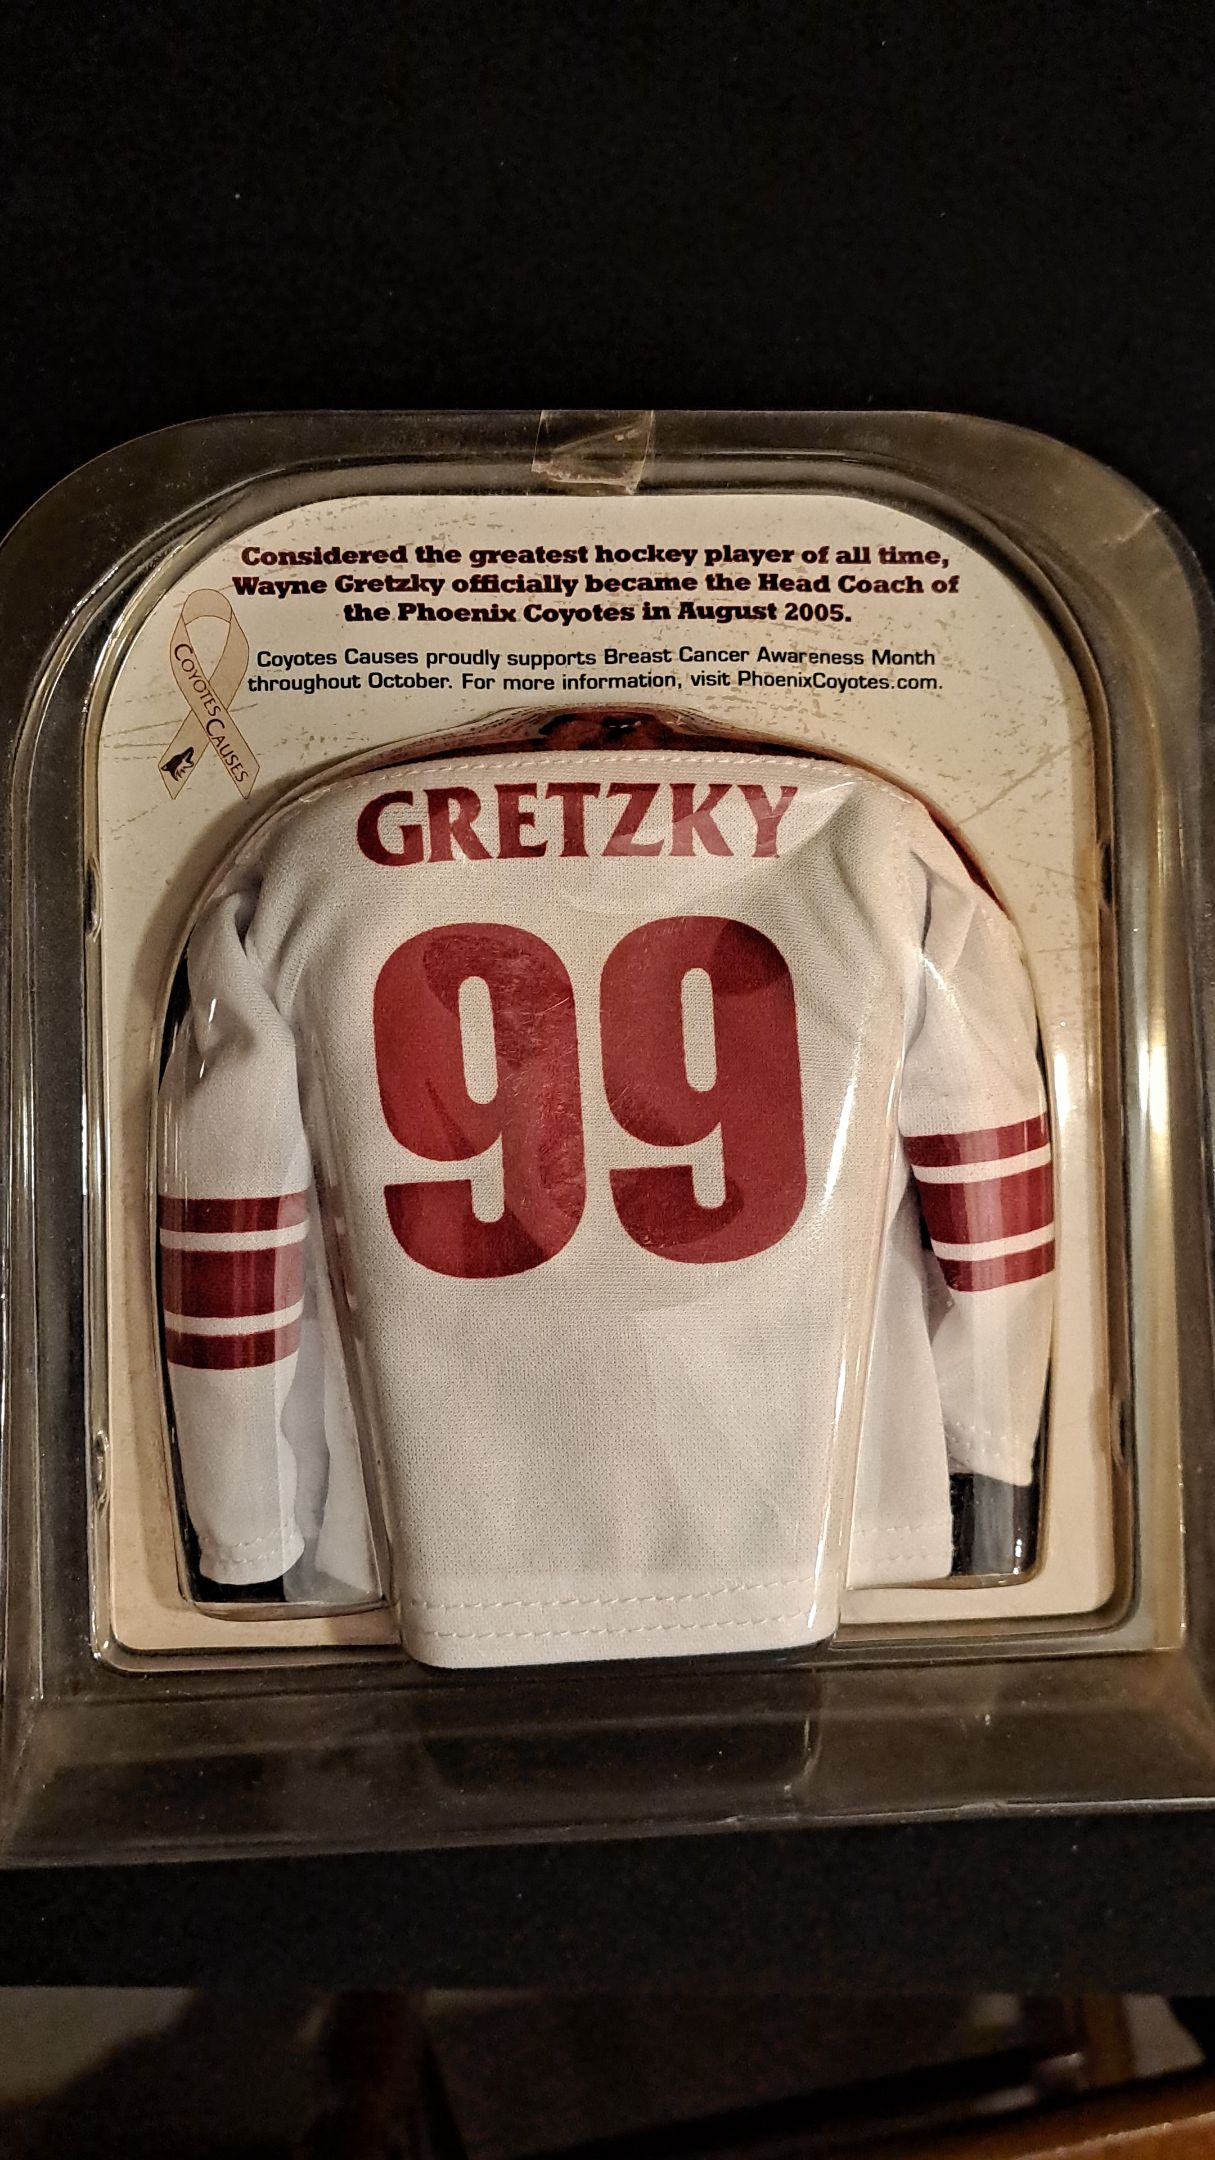 Considered the greatest hockey player of all time,
Wayne Gretzky officially became the Head Coach of
the Phoenix Coyotes in August 2005.
Coyotes Causes proudly supports Breast Cancer Awareness Month
throughout October. For more information, visit PhoenixCoyotes.com.
COYOTES CAUSES
GRETZKY
99